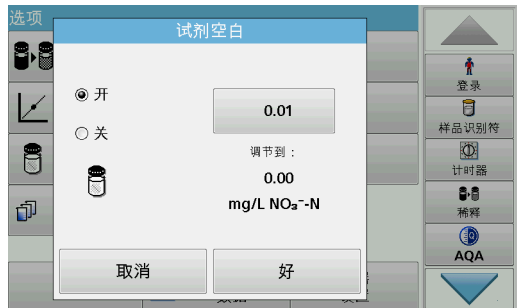 选项
试剂空白
开
关
0.01
调节到：
0.00
mg/L NO₃⁻-N
取消
好
登录
样品识别符
计时器
稀释
AQA